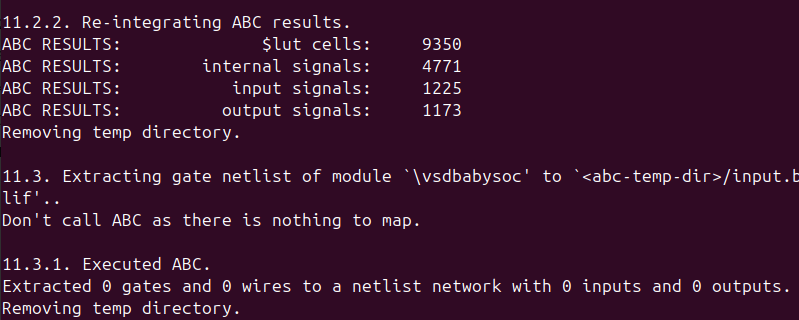 11.2.2. Re-integrating ABC results.
ABC RESULTS:               $lut cells:     9350
ABC RESULTS:        internal signals:     4771
ABC RESULTS:           input signals:     1225
ABC RESULTS:          output signals:     1173
Removing temp directory.

11.3. Extracting gate netlist of module `\vsdbabysoc' to `<abc-temp-dir>/input.b
lif'..
Don't call ABC as there is nothing to map.

11.3.1. Executed ABC.
Extracted 0 gates and 0 wires to a netlist network with 0 inputs and 0 outputs.
Removing temp directory.